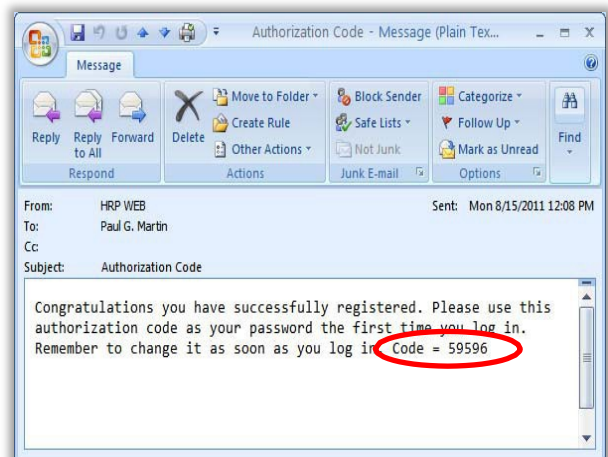 Authorization Code - Message (Plain Tex...
Message
Reply
Reply to All
Forward
Respond
Delete
Move to Folder
Create Rule
Other Actions
Actions
Block Sender
Safe Lists
Not Junk
Junk E-mail
Categorize
Follow Up
Mark as Unread
Options
Find
From: HRP WEB Sent: Mon 8/15/2011 12:08 PM
To: Paul G. Martin
Cc:
Subject: Authorization Code
Congratulations you have successfully registered. Please use this
authorization code as your password the first time you log in.
Remember to change it as soon as you log in. Code = 59596